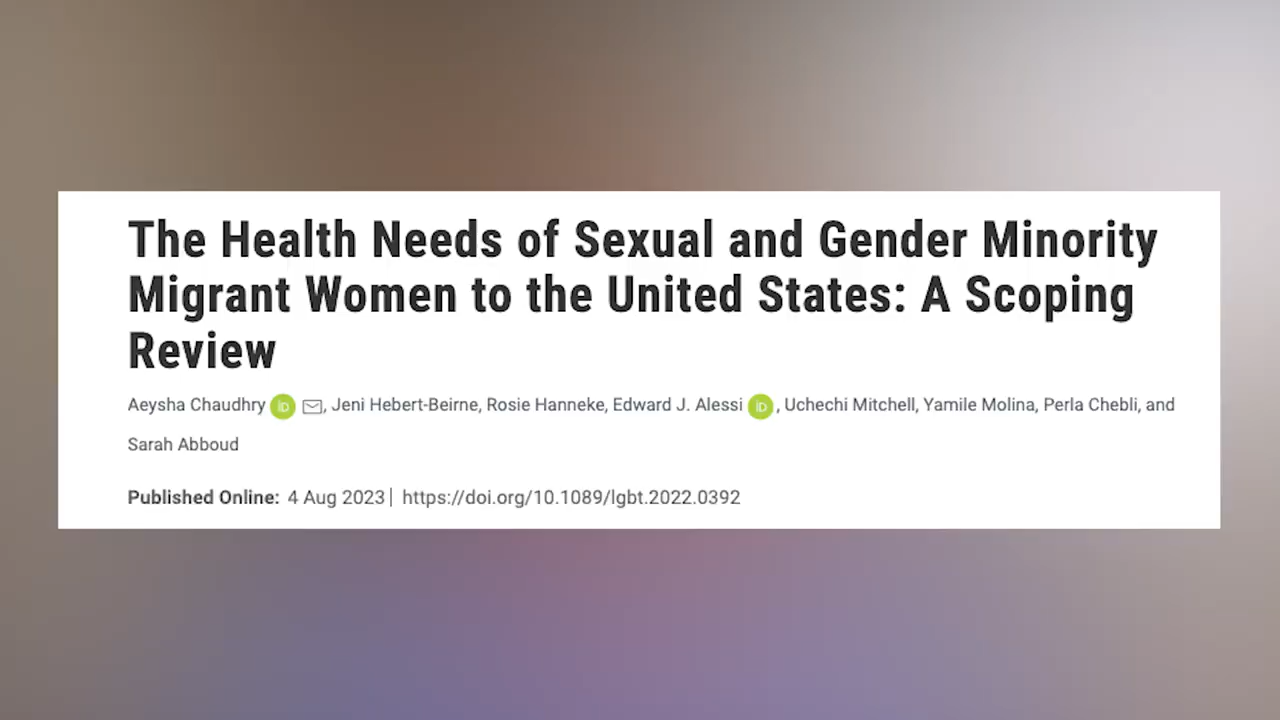 The Health Needs of Sexual and Gender Minority
Migrant Women to the United States: A Scoping
Review
Aeysha Chaudhry iD , Jeni Hebert-Beirne, Rosie Hanneke, Edward J. Alessi iD , Uchechi Mitchell, Yamile Molina, Perla Chebli, and
Sarah Abboud
Published Online: 4 Aug 2023 | https://doi.org/10.1089/lgbt.2022.0392